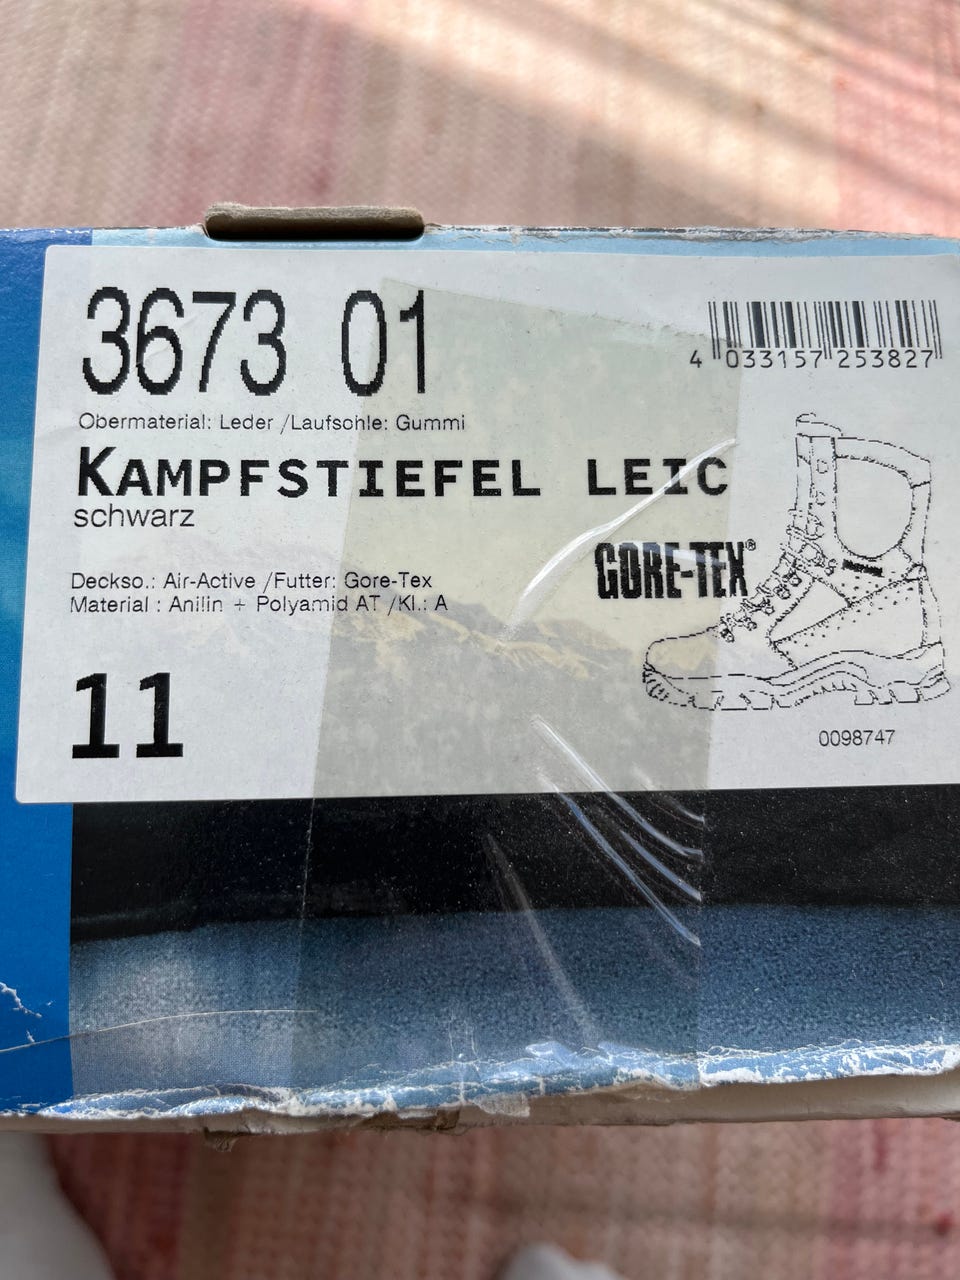 3673 01
4 033157 253827
Obermaterial: Leder /Laufsohle: Gummi
KAMPFSTIEFEL LEIC
schwarz
GORE-TEX®
Deckso.: Air-Active /Futter: Gore-Tex
Material : Anilin + Polyamid AT /Kl.: A
11
0098747